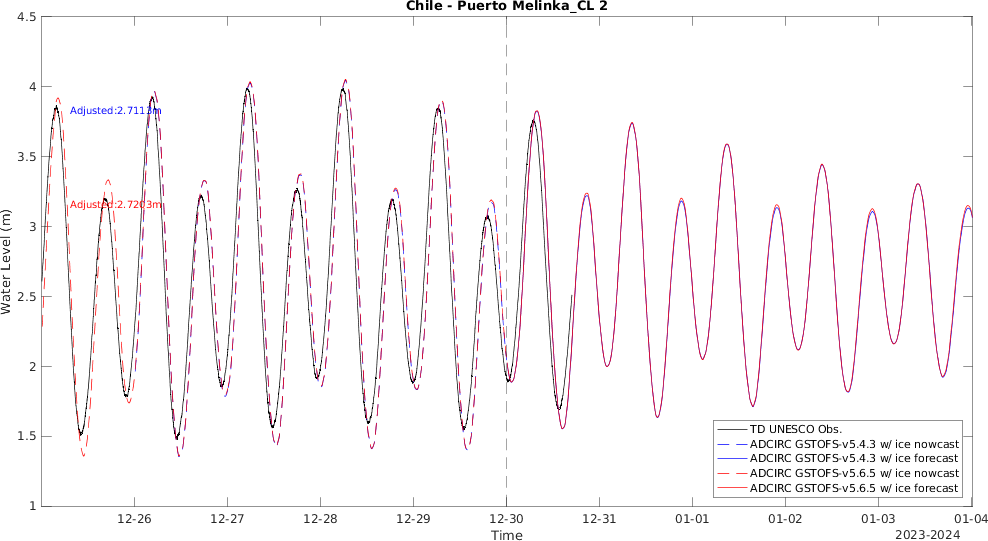 Chile - Puerto Melinka_CL 2
4.5
4
3.5
3
2.5
2
1.5
1
Water Level (m)
Adjusted:2.7113m
Adjusted:2.7203m
TD UNESCO Obs.
ADCIRC GSTOFS-v5.4.3 w/ ice nowcast
ADCIRC GSTOFS-v5.4.3 w/ ice forecast
ADCIRC GSTOFS-v5.6.5 w/ ice nowcast
ADCIRC GSTOFS-v5.6.5 w/ ice forecast
12-26 12-27 12-28 12-29 12-30 12-31 01-01 01-02 01-03 01-04
Time
2023-2024